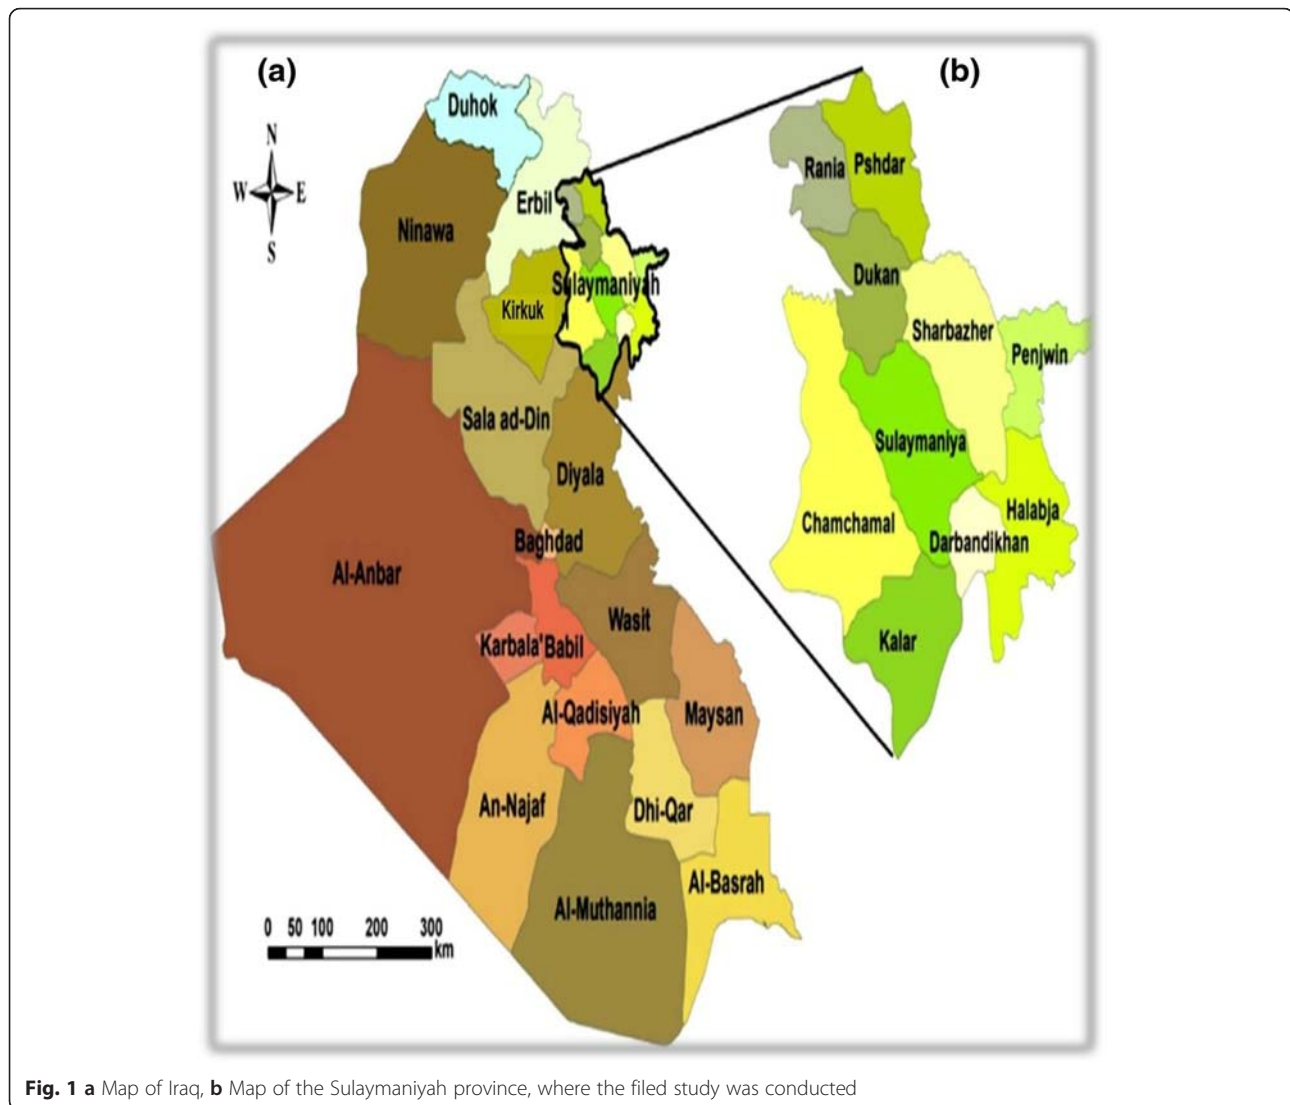 (a)
(b)
Duhok
N
W
E
S
Erbil
Ninawa
Sulaymaniyah
Kirkuk
Sala ad-Din
Diyala
Baghdad
Al-Anbar
Wasit
Karbala'
Babil
Al-Qadisiyah
Maysan
An-Najaf
Dhi-Qar
Al-Basrah
Al-Muthannia
0 50 100 200 300
km
Rania
Pshdar
Dukan
Sharbazher
Penjwin
Sulaymaniya
Chamchamal
Halabja
Darbandikhan
Kalar
Fig. 1 a Map of Iraq, b Map of the Sulaymaniyah province, where the filed study was conducted